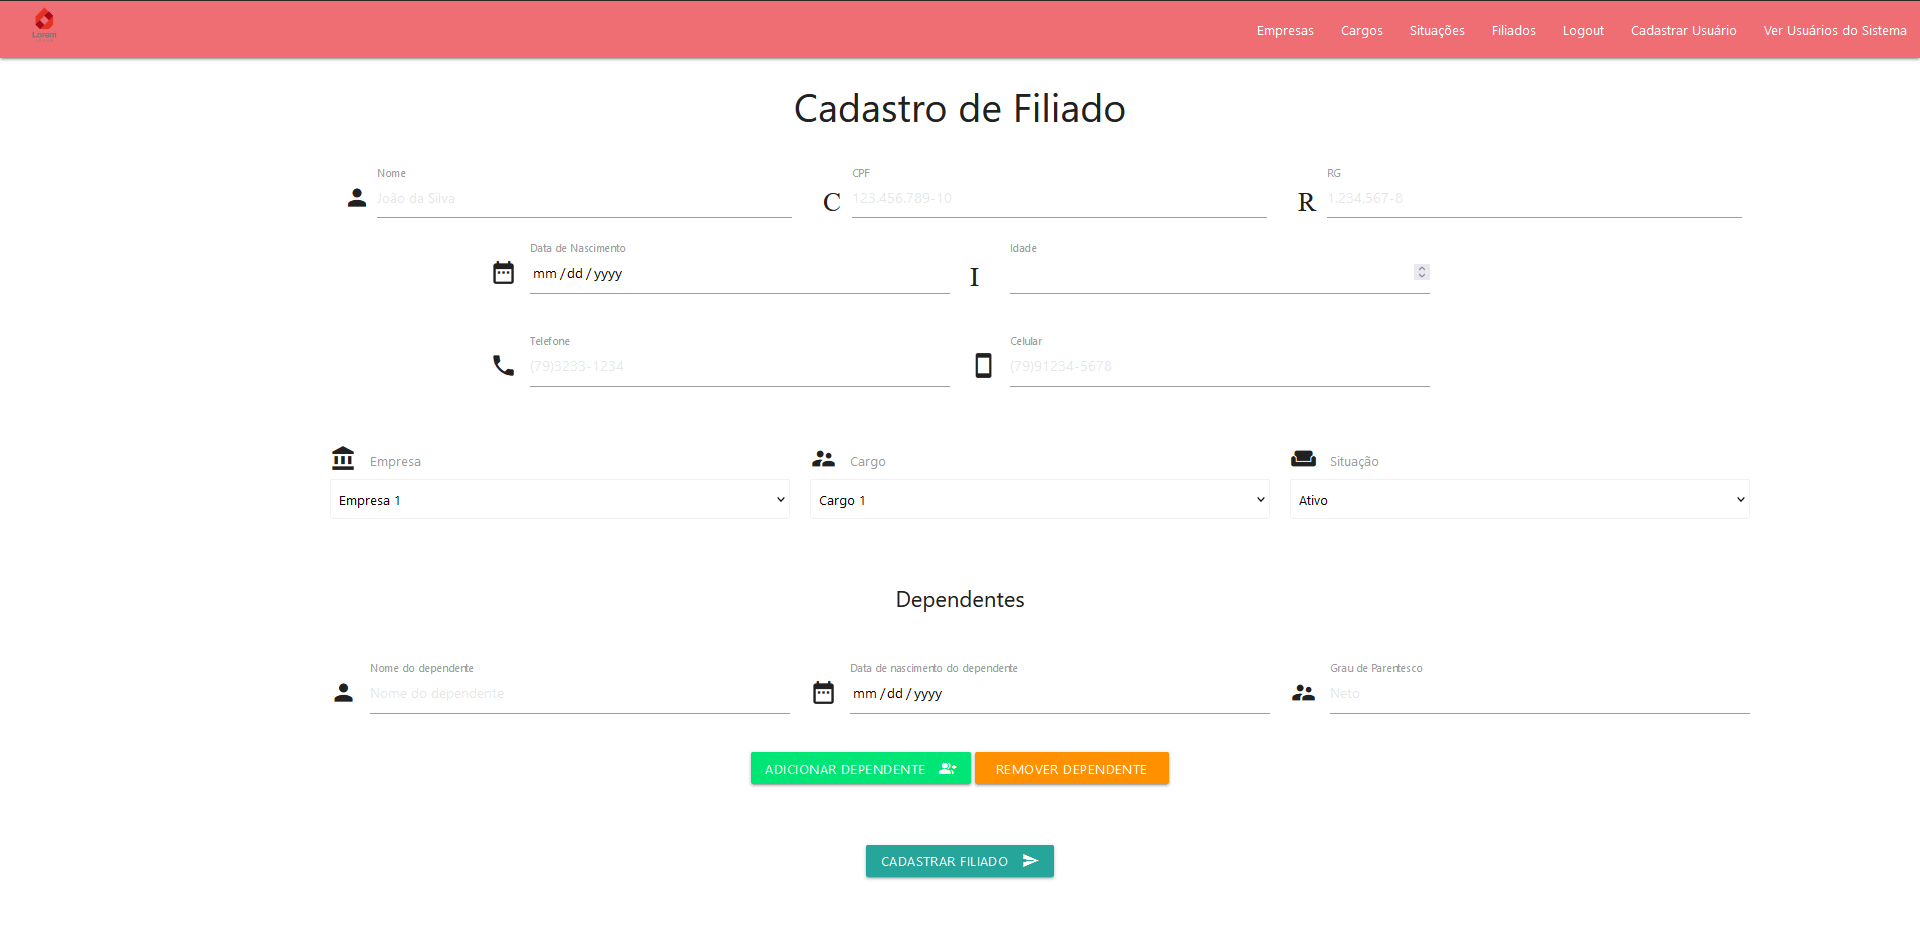 Lorem
Empresas Cargos Situações Filiados Logout Cadastrar Usuário Ver Usuários do Sistema
Cadastro de Filiado
Nome CPF RG
João da Silva C 123.456.789-10 R 1.234.567-8
Data de Nascimento Idade
mm/dd/yyyy I
Telefone Celular
(79)3233-1234 (79)91234-5678
Empresa Cargo Situação
Empresa 1 Cargo 1 Ativo
Dependentes
Nome do dependente Data de nascimento do dependente Grau de Parentesco
Nome do dependente mm/dd/yyyy Neto
ADICIONAR DEPENDENTE REMOVER DEPENDENTE
CADASTRAR FILIADO